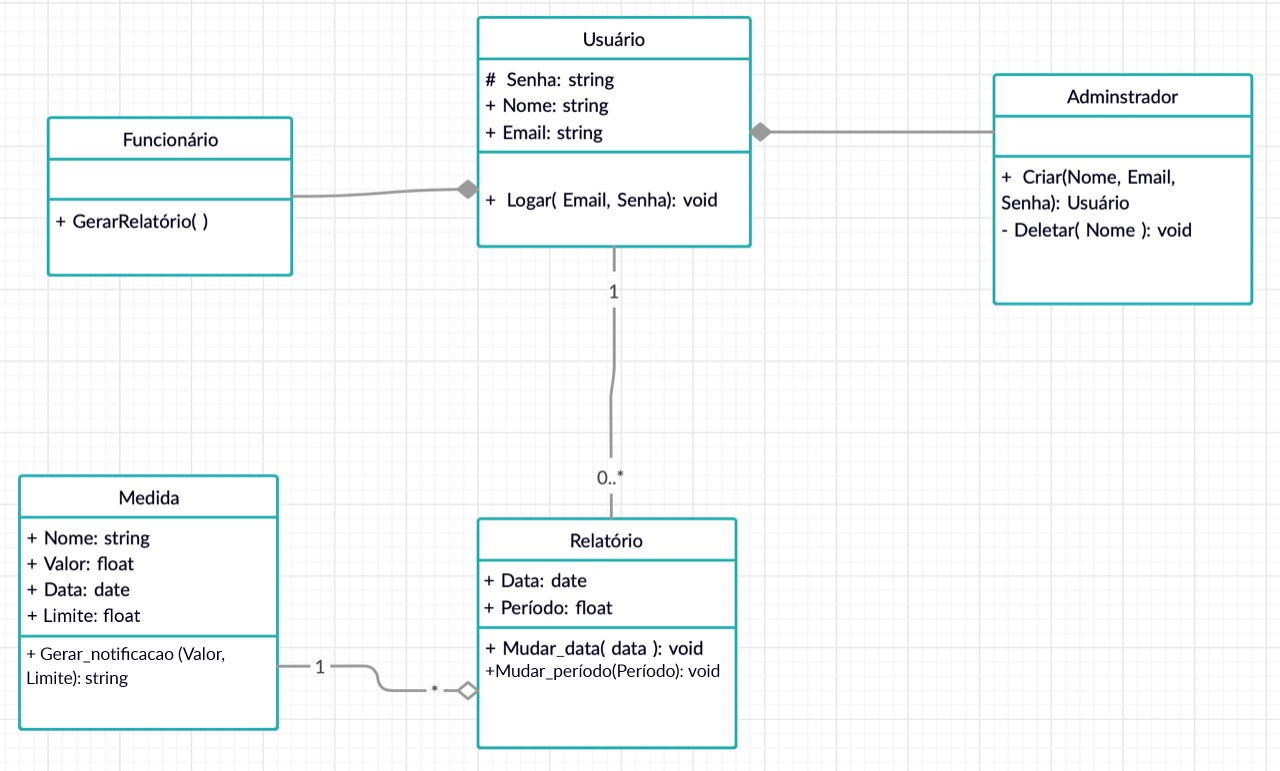 Usuário
# Senha: string
+ Nome: string
+ Email: string
+ Logar( Email, Senha): void
Adminstrador
+ Criar(Nome, Email,
Senha): Usuário
- Deletar( Nome ): void
Funcionário
+ GerarRelatório( )
1
0..*
Medida
+ Nome: string
+ Valor: float
+ Data: date
+ Limite: float
+ Gerar_notificacao (Valor,
Limite): string
1
*
Relatório
+ Data: date
+ Período: float
+ Mudar_data( data ): void
+Mudar_período(Período): void